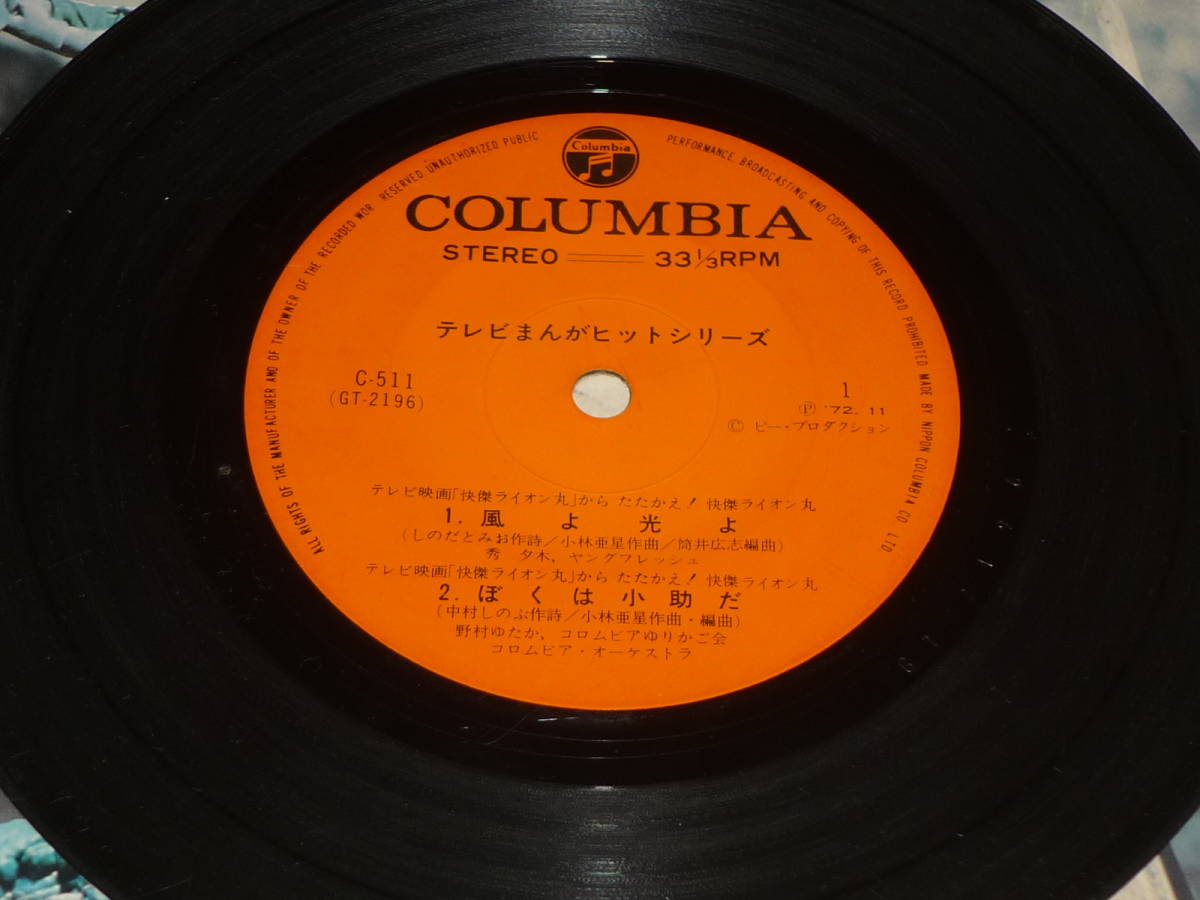 Columbia
ALL RIGHTS OF THE MANUFACTURER AND OF THE OWNER OF THE RECORDED WOR. RESERVED UNAUTHORIZED PUBLIC PERFORMANCE, BROADCASTING AND COPYING OF THIS RECORD PROHIBITED MADE BY NIPPON COLUMBIA CO LTD
COLUMBIA
STEREO 33 1/3 RPM
テレビまんがヒットシリーズ
C-511 1
(GT-2196) Ⓟ '72. 11
© ピー・プロダクション
テレビ映画「快傑ライオン丸」から たたかえ! 快傑ライオン丸
1. 風よ光よ
(しのだとみお作詩/小林亜星作曲/筒井広志編曲)
秀 夕木, ヤングフレッシュ
テレビ映画「快傑ライオン丸」から たたかえ! 快傑ライオン丸
2. ぼくは小助だ
(中村しのぶ作詩/小林亜星作曲・編曲)
野村ゆたか, コロムビアゆりかご会
コロムビア・オーケストラ